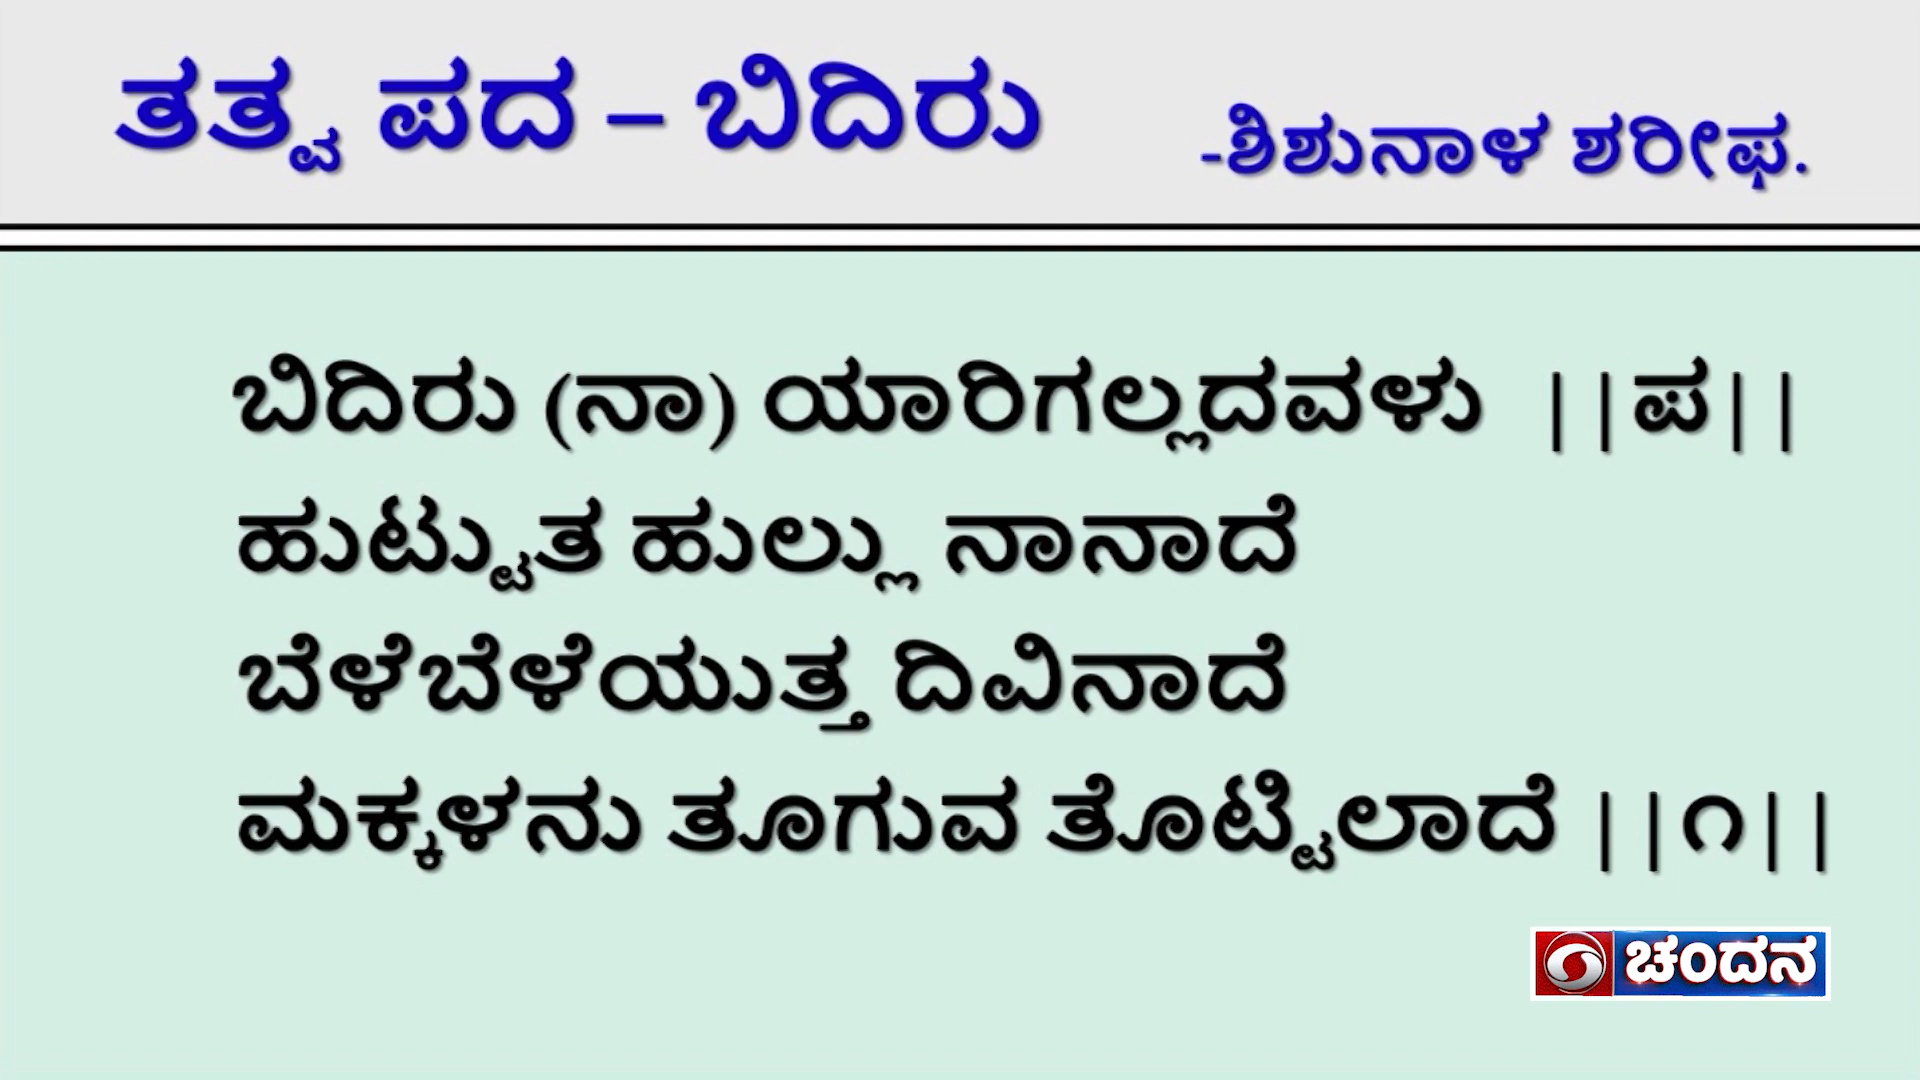 ತತ್ವ ಪದ – ಬಿದಿರು
-ಶಿಶುನಾಳ ಶರೀಫ.
ಬಿದಿರು (ನಾ) ಯಾರಿಗಲ್ಲದವಳು ||ಪ||
ಹುಟ್ಟುತ ಹುಲ್ಲು ನಾನಾದೆ
ಬೆಳೆಬೆಳೆಯುತ್ತ ದಿವಿನಾದೆ
ಮಕ್ಕಳನು ತೂಗುವ ತೊಟ್ಟಿಲಾದೆ ||೧||
ಚಂದನ